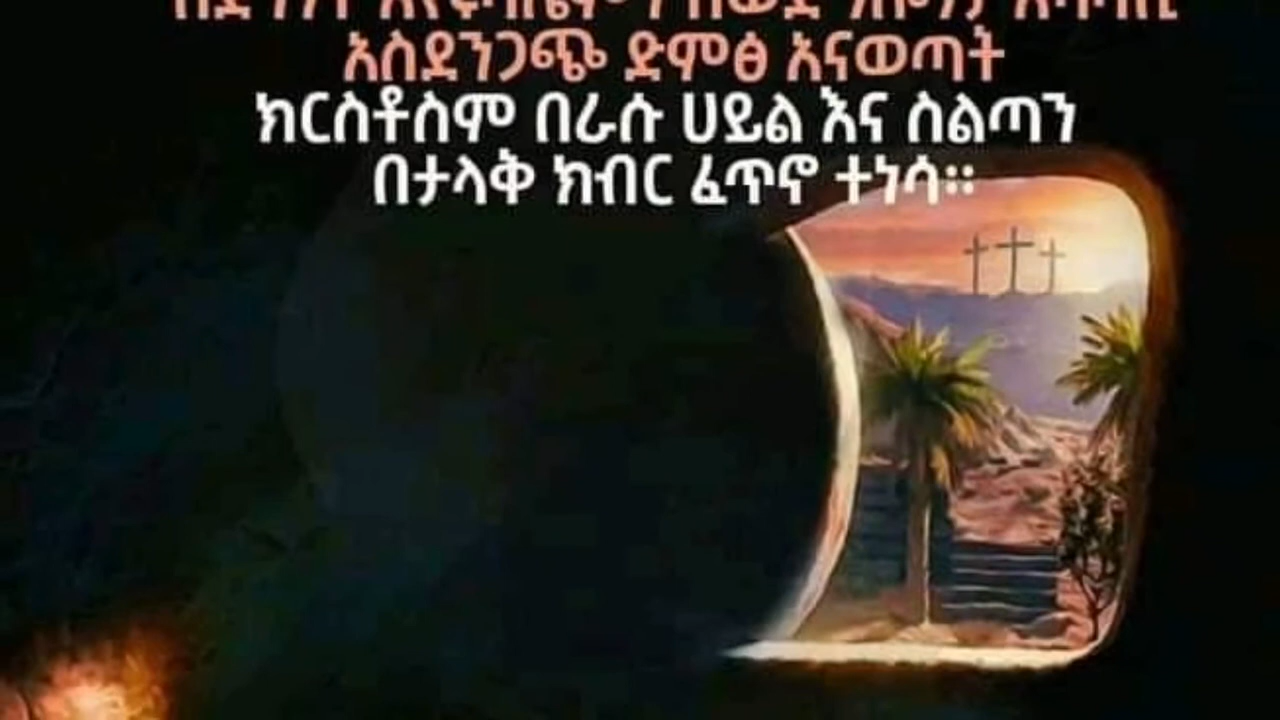 አስደንጋጭ ድምፅ አናወጣት
ክርስቶስም በራሱ ሀይል እና ስልጣን
በታላቅ ክብር ፈጥኖ ተነሳ።